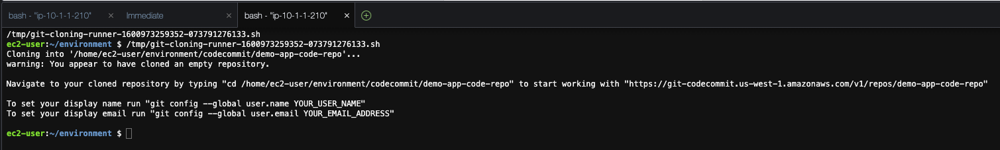 bash - "ip-10-1-1-210" × Immediate × bash - "ip-10-1-1-210" ×
/tmp/git-cloning-runner-1600973259352-073791276133.sh
ec2-user:~/environment $ /tmp/git-cloning-runner-1600973259352-073791276133.sh
Cloning into '/home/ec2-user/environment/codecommit/demo-app-code-repo'...
warning: You appear to have cloned an empty repository.
Navigate to your cloned repository by typing "cd /home/ec2-user/environment/codecommit/demo-app-code-repo" to start working with "https://git-codecommit.us-west-1.amazonaws.com/v1/repos/demo-app-code-repo"
To set your display name run "git config --global user.name YOUR_USER_NAME"
To set your display email run "git config --global user.email YOUR_EMAIL_ADDRESS"
ec2-user:~/environment $